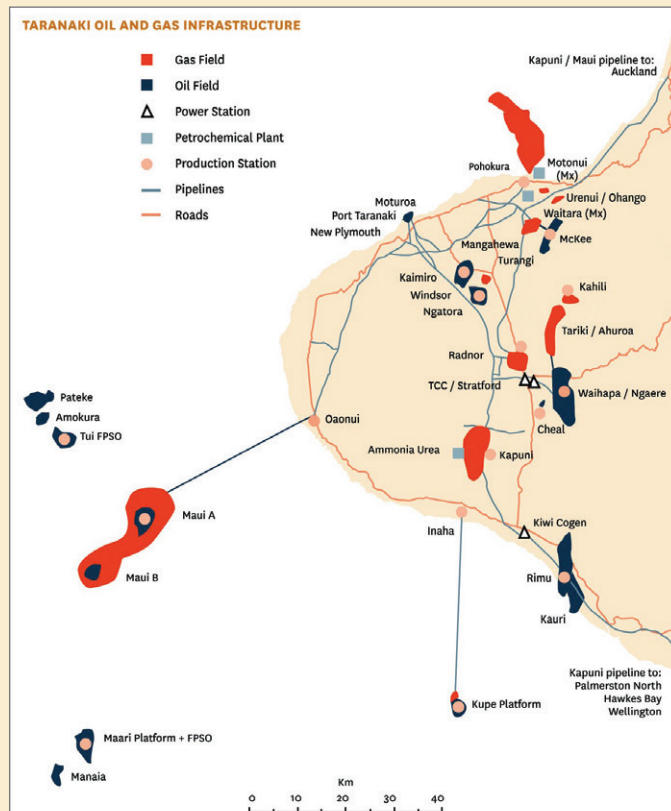 TARANAKI OIL AND GAS INFRASTRUCTURE
Gas Field
Oil Field
Power Station
Petrochemical Plant
Production Station
Pipelines
Roads
Kapuni / Maui pipeline to:
Auckland
Pohokura
Motonui
(Mx)
Urenui / Ohango
Waitara (Mx)
McKee
Moturoa
Port Taranaki
New Plymouth
Mangahewa
Turangi
Kaimiro
Windsor
Ngatora
Kahili
Tariki / Ahuroa
Radnor
TCC / Stratford
Waihapa / Ngaere
Cheal
Pateke
Amokura
Tui FPSO
Oaonui
Ammonia Urea
Kapuni
Maui A
Maui B
Inaha
Kiwi Cogen
Rimu
Kauri
Kapuni pipeline to:
Palmerston North
Hawkes Bay
Wellington
Kupe Platform
Maari Platform + FPSO
Manaia
Km
0 10 20 30 40